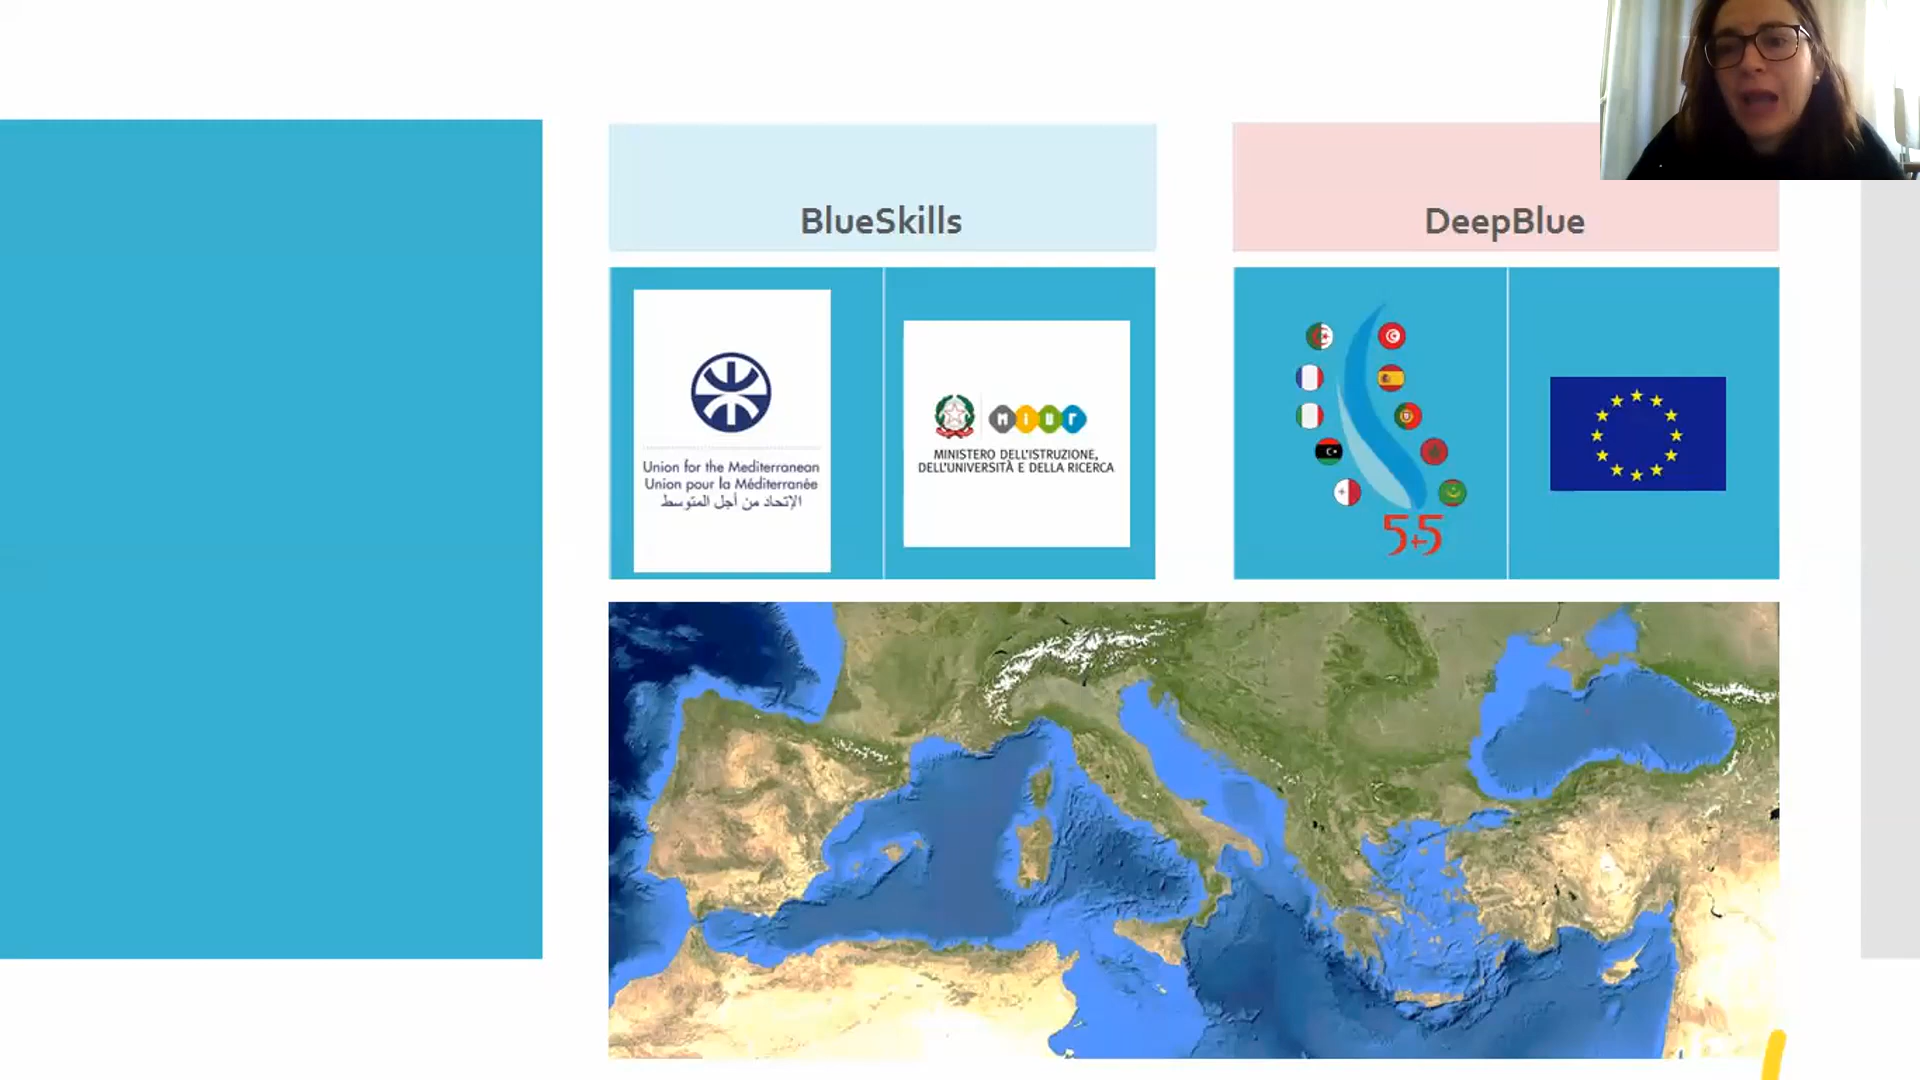 BlueSkills
DeepBlue
Union for the Mediterranean
Union pour la Méditerranée
الإتحاد من أجل المتوسط
miur
MINISTERO DELL'ISTRUZIONE,
DELL'UNIVERSITÀ E DELLA RICERCA
5+5